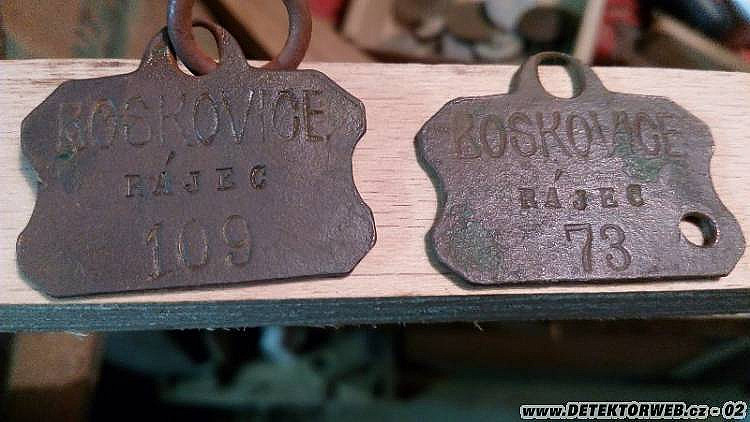 BOSKOVICE
RÁJEC
109
BOSKOVICE
RÁJEC
73
www.DETEKTORWEB.cz - 02